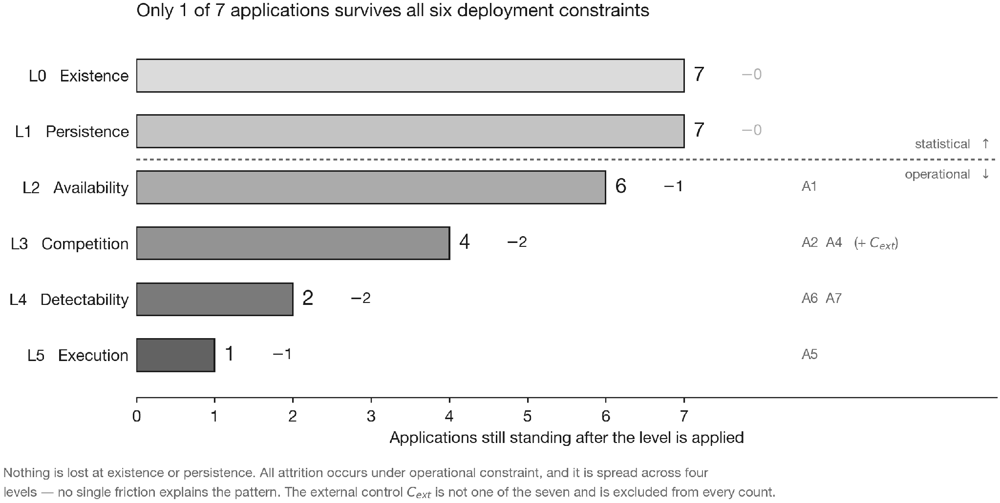 Only 1 of 7 applications survives all six deployment constraints
L0 Existence 7 −0
L1 Persistence 7 −0
statistical ↑
operational ↓
L2 Availability 6 −1 A1
L3 Competition 4 −2 A2 A4 (+ Cext)
L4 Detectability 2 −2 A6 A7
L5 Execution 1 −1 A5
0 1 2 3 4 5 6 7
Applications still standing after the level is applied
Nothing is lost at existence or persistence. All attrition occurs under operational constraint, and it is spread across four
levels — no single friction explains the pattern. The external control Cext is not one of the seven and is excluded from every count.